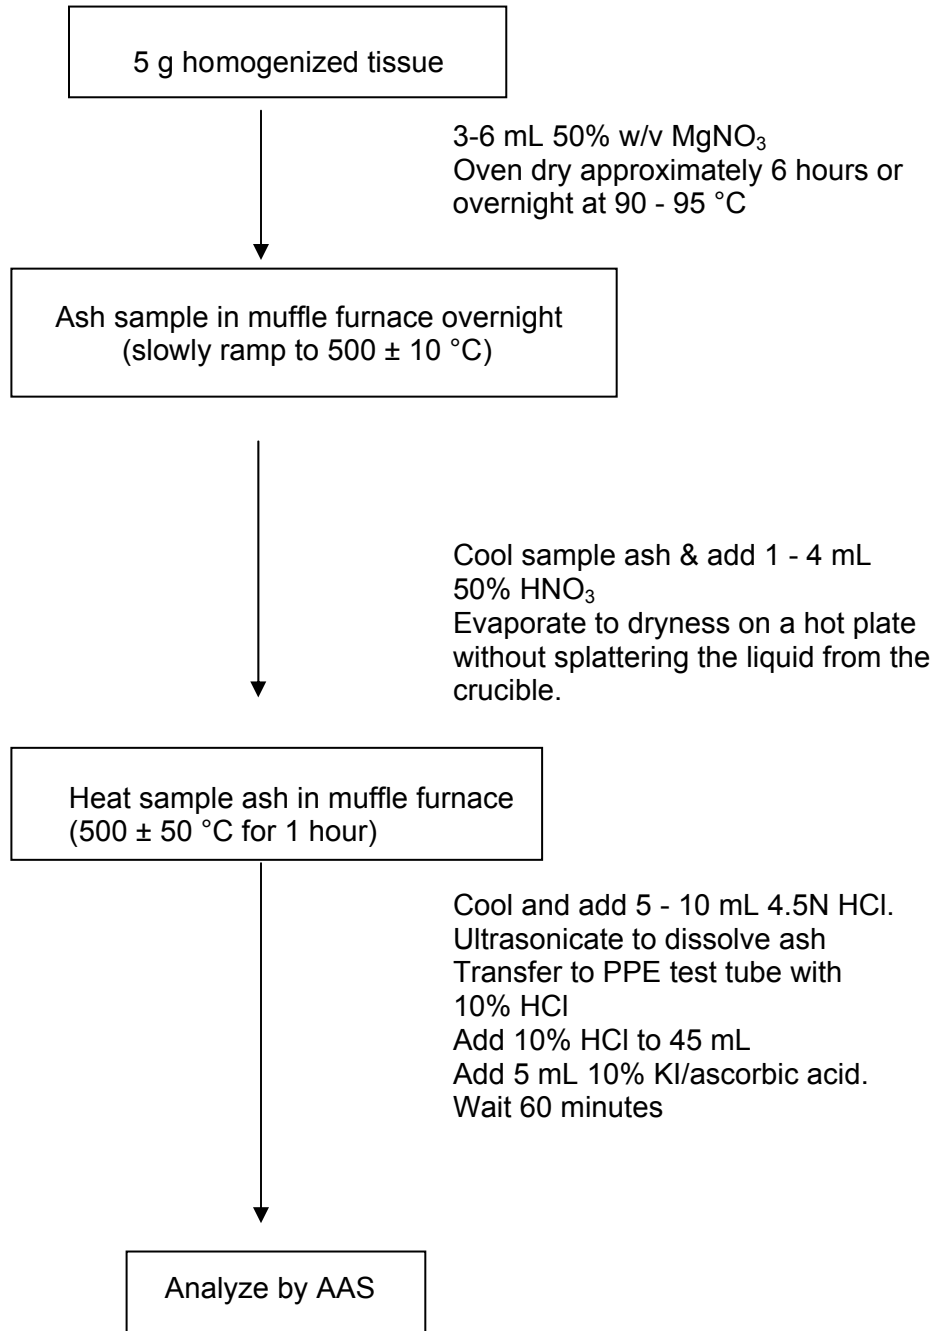 5 g homogenized tissue
3-6 mL 50% w/v MgNO₃
Oven dry approximately 6 hours or
overnight at 90 - 95 °C
Ash sample in muffle furnace overnight
(slowly ramp to 500 ± 10 °C)
Cool sample ash & add 1 - 4 mL
50% HNO₃
Evaporate to dryness on a hot plate
without splattering the liquid from the
crucible.
Heat sample ash in muffle furnace
(500 ± 50 °C for 1 hour)
Cool and add 5 - 10 mL 4.5N HCl.
Ultrasonicate to dissolve ash
Transfer to PPE test tube with
10% HCl
Add 10% HCl to 45 mL
Add 5 mL 10% KI/ascorbic acid.
Wait 60 minutes
Analyze by AAS